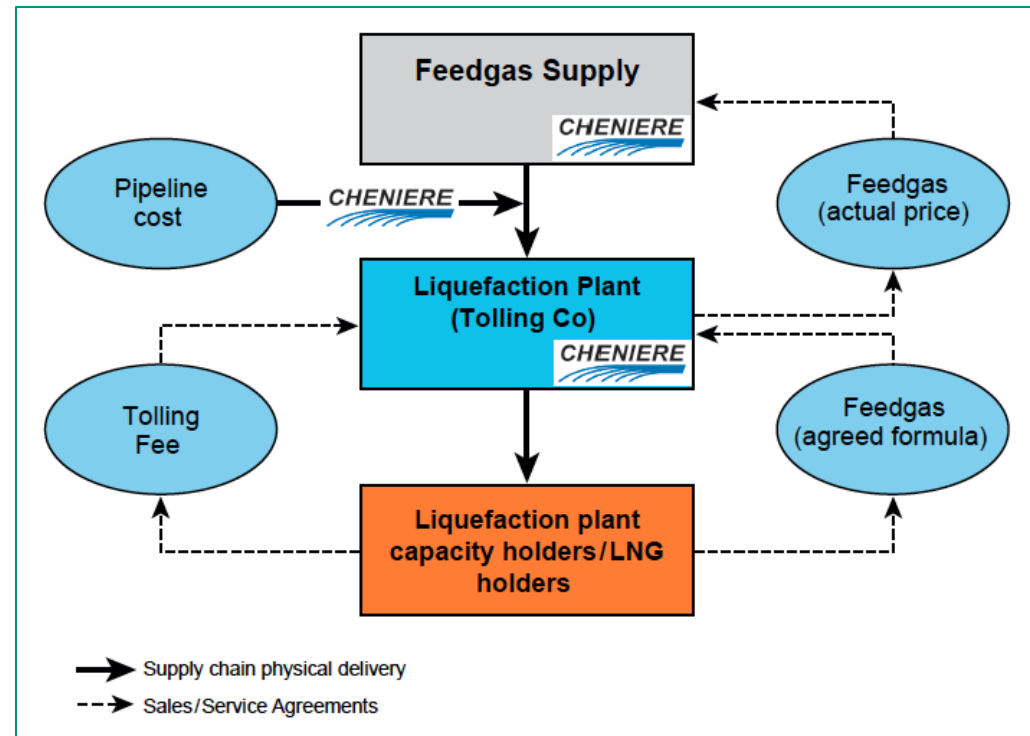 Feedgas Supply
CHENIERE
Pipeline
cost
CHENIERE
Feedgas
(actual price)
Liquefaction Plant
(Tolling Co)
CHENIERE
Tolling
Fee
Feedgas
(agreed formula)
Liquefaction plant
capacity holders/LNG
holders
Supply chain physical delivery
Sales/Service Agreements